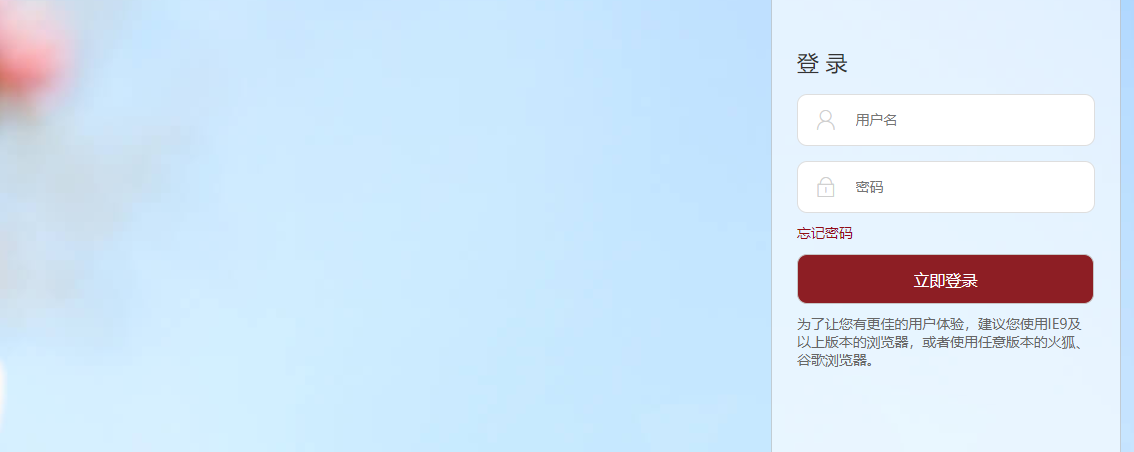 登 录
用户名
密码
忘记密码
立即登录
为了让您有更佳的用户体验，建议您使用IE9及
以上版本的浏览器，或者使用任意版本的火狐、
谷歌浏览器。